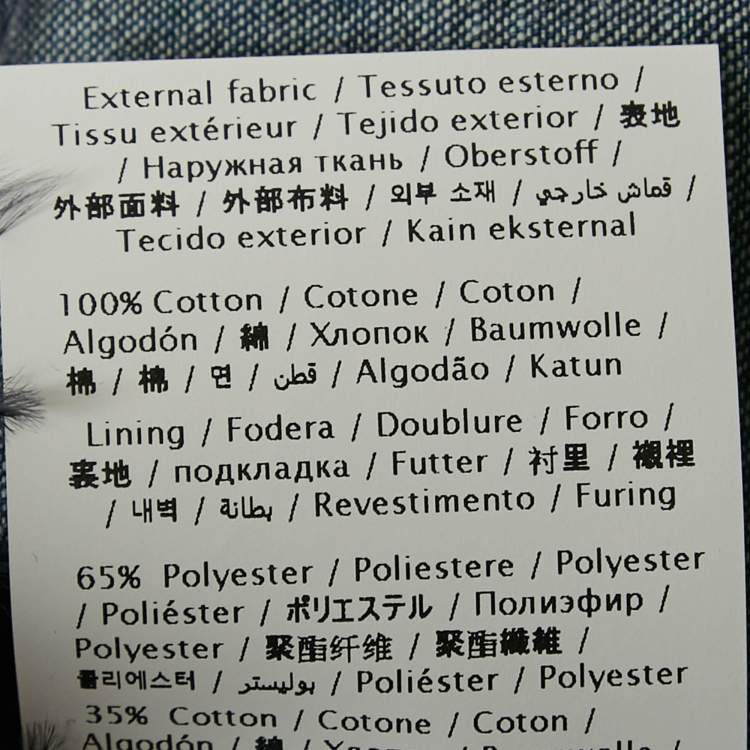 External fabric / Tessuto esterno /
Tissu extérieur / Tejido exterior / 表地
/ Наружная ткань / Oberstoff /
外部面料 / 外部布料 / 외부 소재 / قماش خارجي /
Tecido exterior / Kain eksternal
100% Cotton / Cotone / Coton /
Algodón / 綿 / Хлопок / Baumwolle /
棉 / 棉 / 면 / قطن / Algodão / Katun
Lining / Fodera / Doublure / Forro /
裏地 / подкладка / Futter / 衬里 / 襯裡
/ 내벽 / بطانة / Revestimento / Furing
65% Polyester / Poliestere / Polyester
/ Poliéster / ポリエステル / Полиэфир /
Polyester / 聚酯纤维 / 聚酯纖維 /
폴리에스터 / بوليستر / Poliéster / Polyester
35% Cotton / Cotone / Coton /
Algodón / 綿 / Хлопок / Baumwolle /